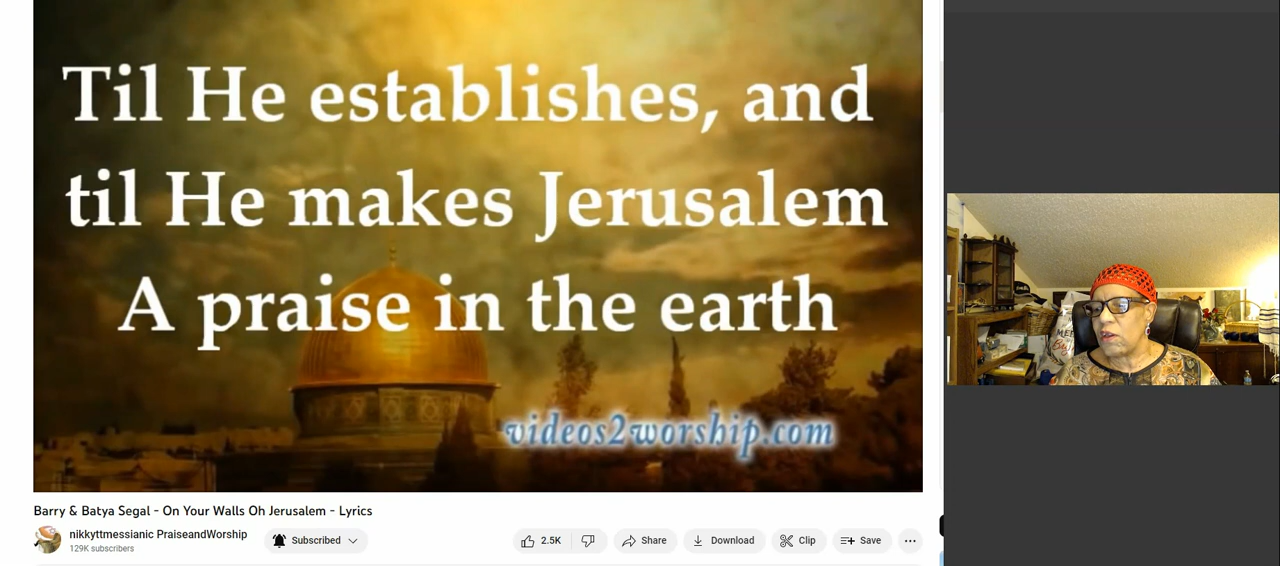 Til He establishes, and
til He makes Jerusalem
A praise in the earth
videos2worship.com
Barry & Batya Segal - On Your Walls Oh Jerusalem - Lyrics
nikkyttmessianic PraiseandWorship
129K subscribers
Subscribed
2.5K
Share
Download
Clip
Save